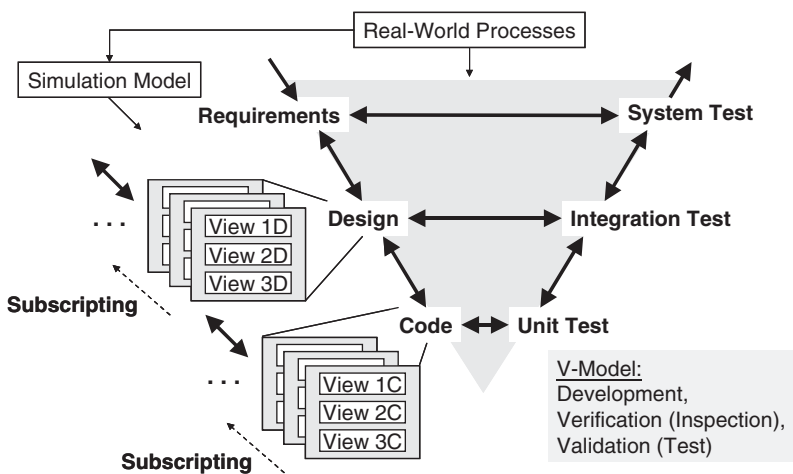 Real-World Processes
Simulation Model
Requirements
System Test
. . .
View 1D
View 2D
View 3D
Design
Integration Test
Subscripting
Code
Unit Test
. . .
View 1C
View 2C
View 3C
Subscripting
V-Model:
Development,
Verification (Inspection),
Validation (Test)